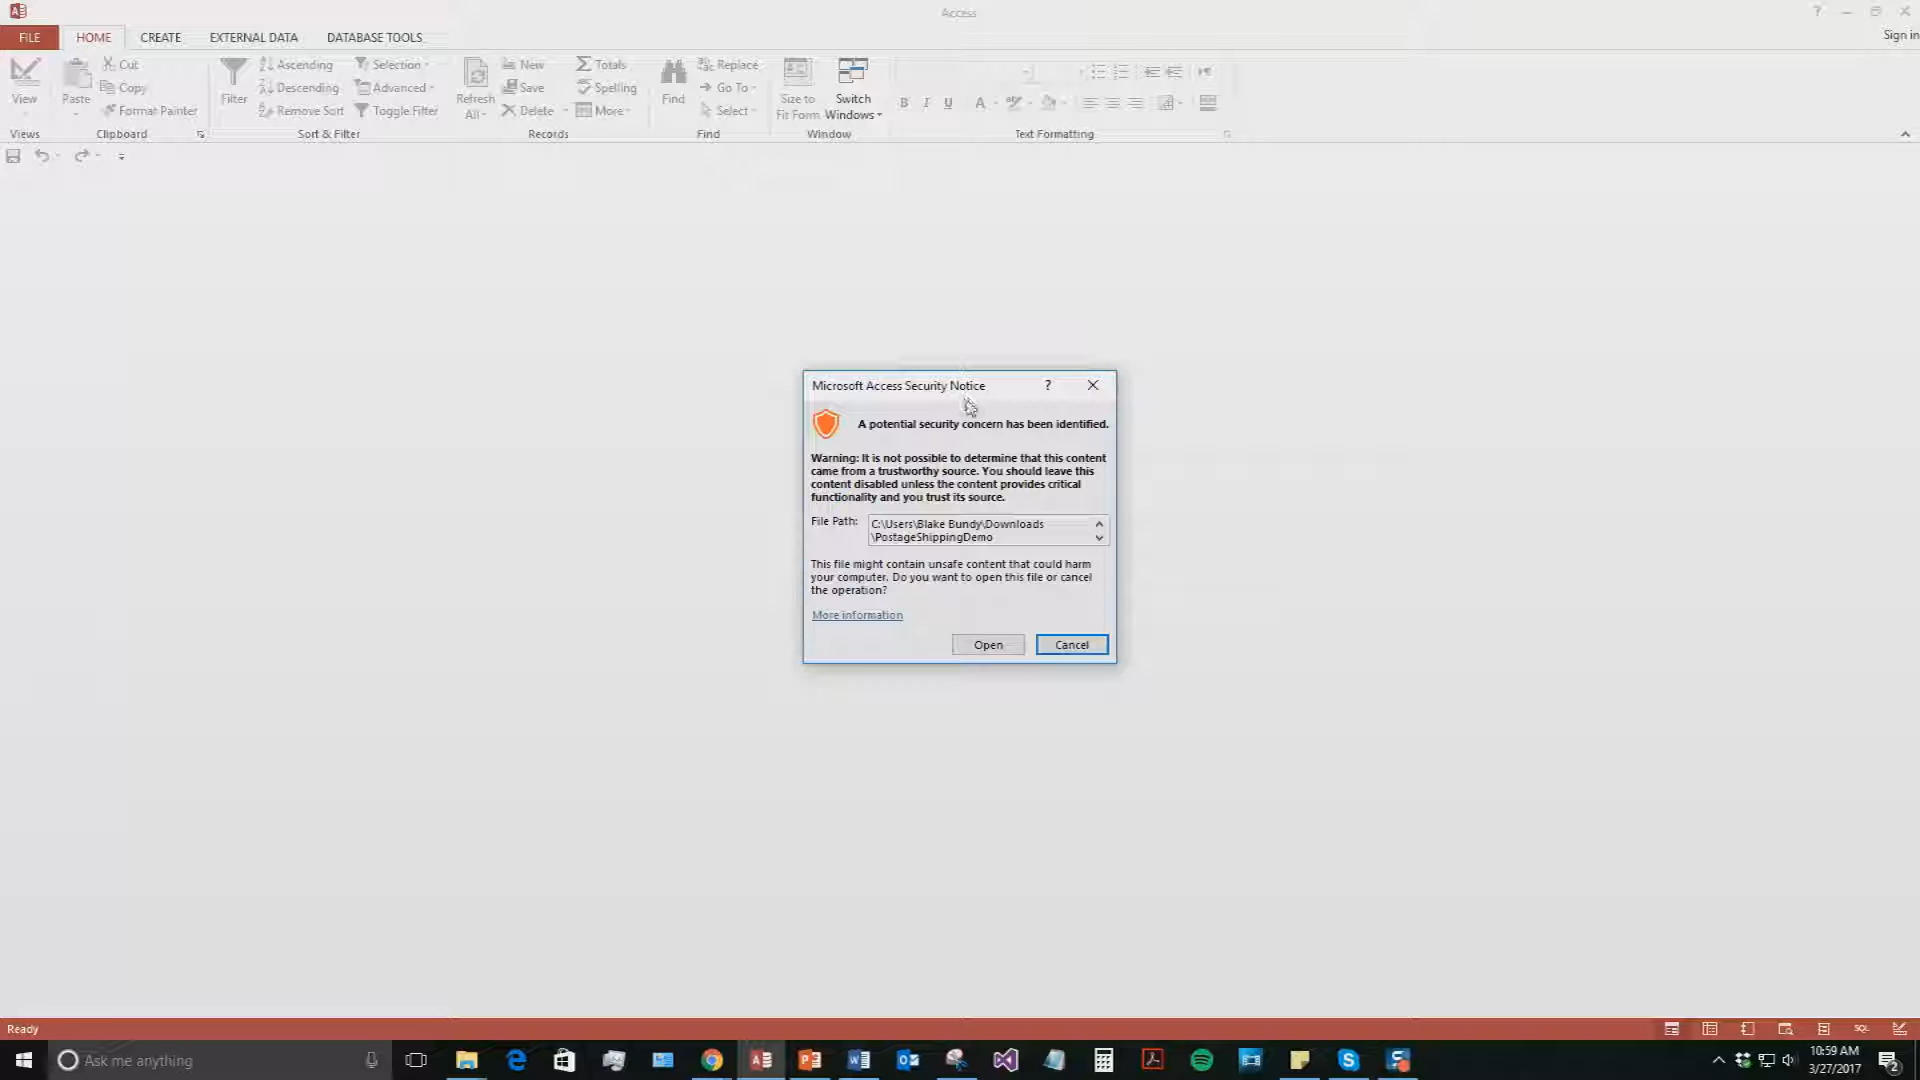 Access
FILE HOME CREATE EXTERNAL DATA DATABASE TOOLS Sign in
View
Views
Paste
Cut
Copy
Format Painter
Clipboard
Filter
Ascending
Descending
Remove Sort
Selection
Advanced
Toggle Filter
Sort & Filter
Refresh
All
New
Save
Delete
Totals
Spelling
More
Records
Find
Replace
Go To
Select
Find
Size to
Fit Form
Switch
Windows
Window
B I U A
Text Formatting
Microsoft Access Security Notice ?
A potential security concern has been identified.
Warning: It is not possible to determine that this content
came from a trustworthy source. You should leave this
content disabled unless the content provides critical
functionality and you trust its source.
File Path: C:\Users\Blake Bundy\Downloads
\PostageShippingDemo
This file might contain unsafe content that could harm
your computer. Do you want to open this file or cancel
the operation?
More information
Open Cancel
Ready
SQL
Ask me anything
10:59 AM
3/27/2017
2